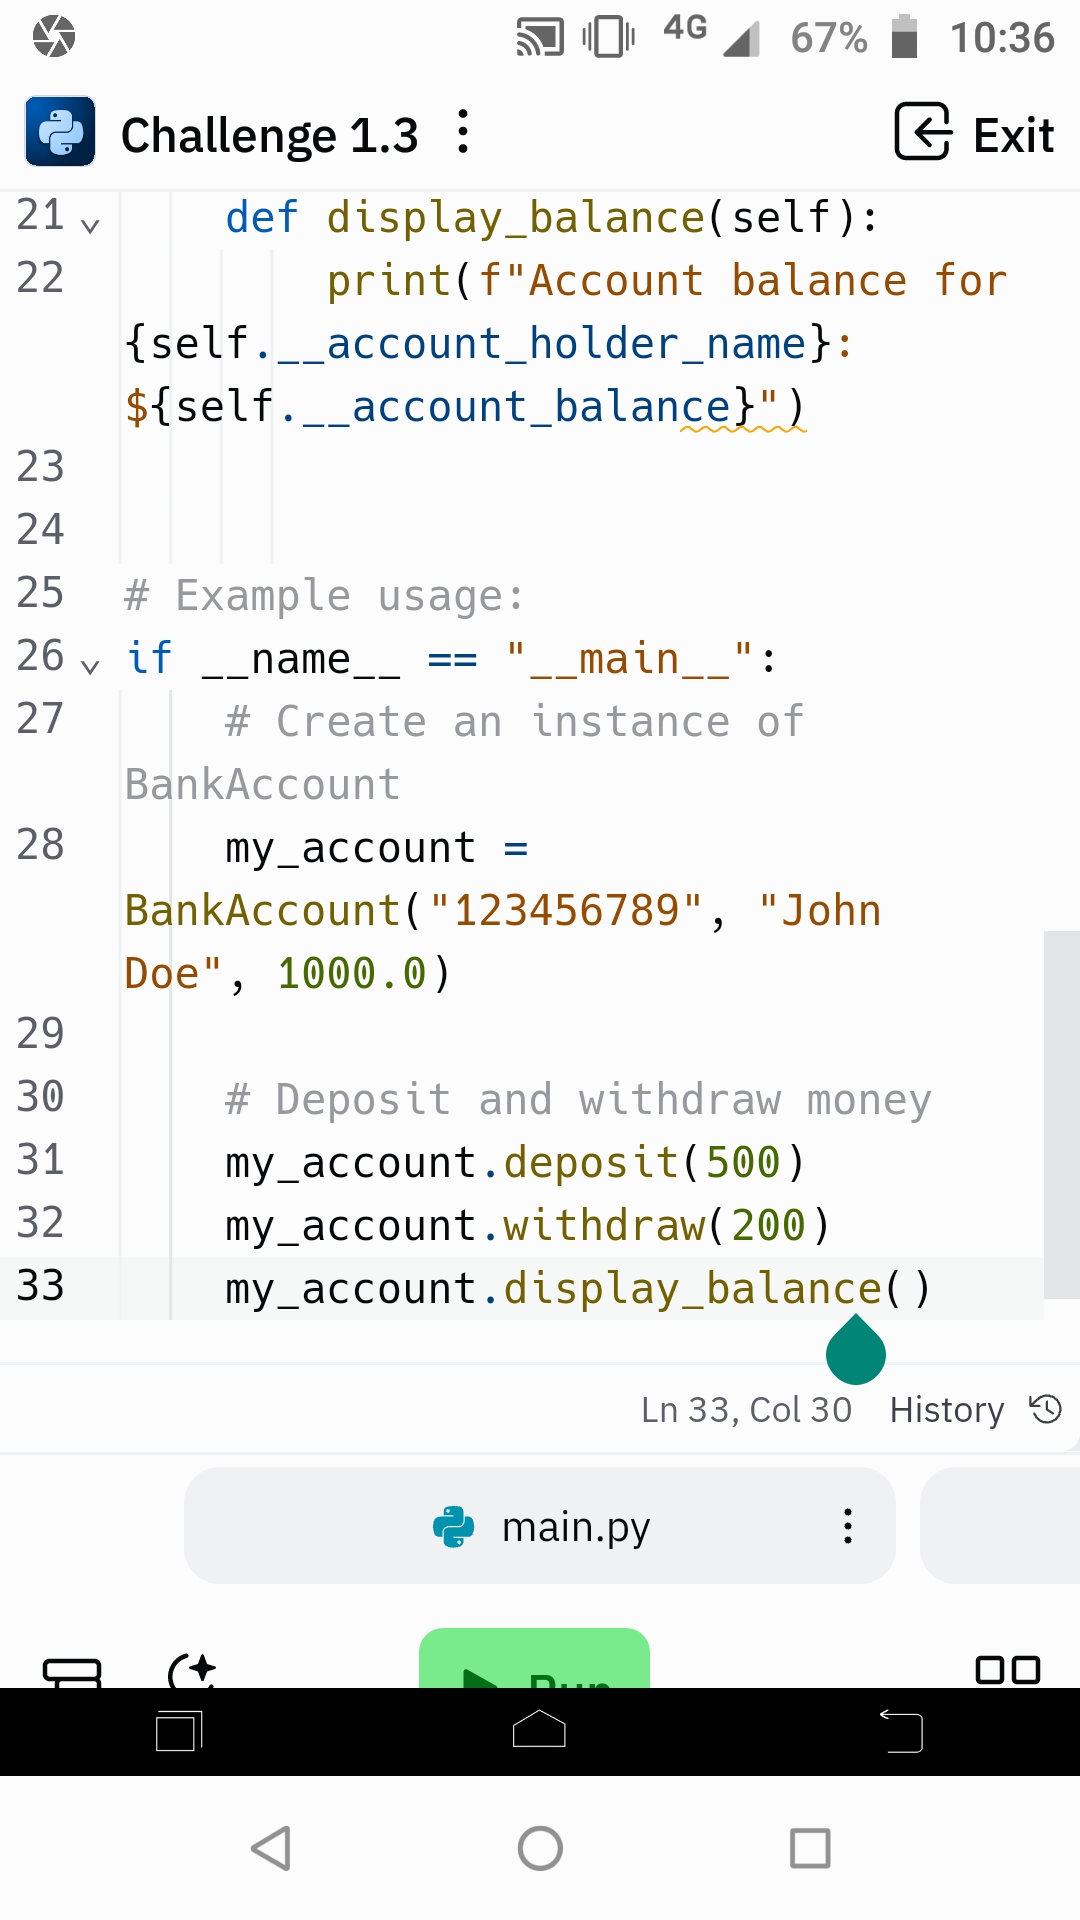 4G 67% 10:36
Challenge 1.3 Exit
21 def display_balance(self):
22 print(f"Account balance for
{self.__account_holder_name}:
${self.__account_balance}")
23
24
25 # Example usage:
26 if __name__ == "__main__":
27 # Create an instance of
BankAccount
28 my_account =
BankAccount("123456789", "John
Doe", 1000.0)
29
30 # Deposit and withdraw money
31 my_account.deposit(500)
32 my_account.withdraw(200)
33 my_account.display_balance()
Ln 33, Col 30 History
main.py
Run